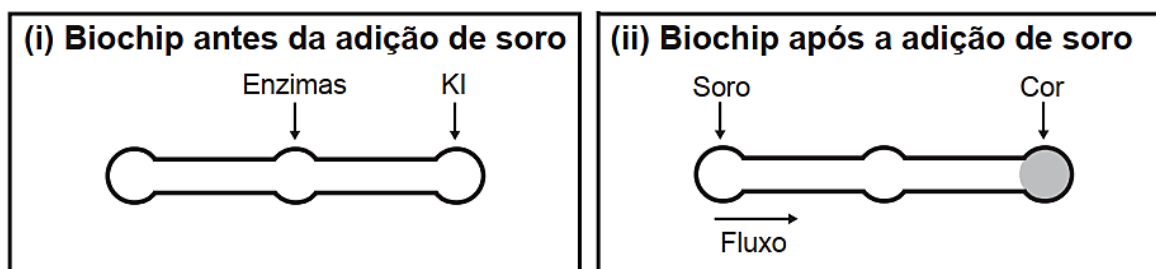 (i) Biochip antes da adição de soro
Enzimas KI
(ii) Biochip após a adição de soro
Soro Cor
Fluxo